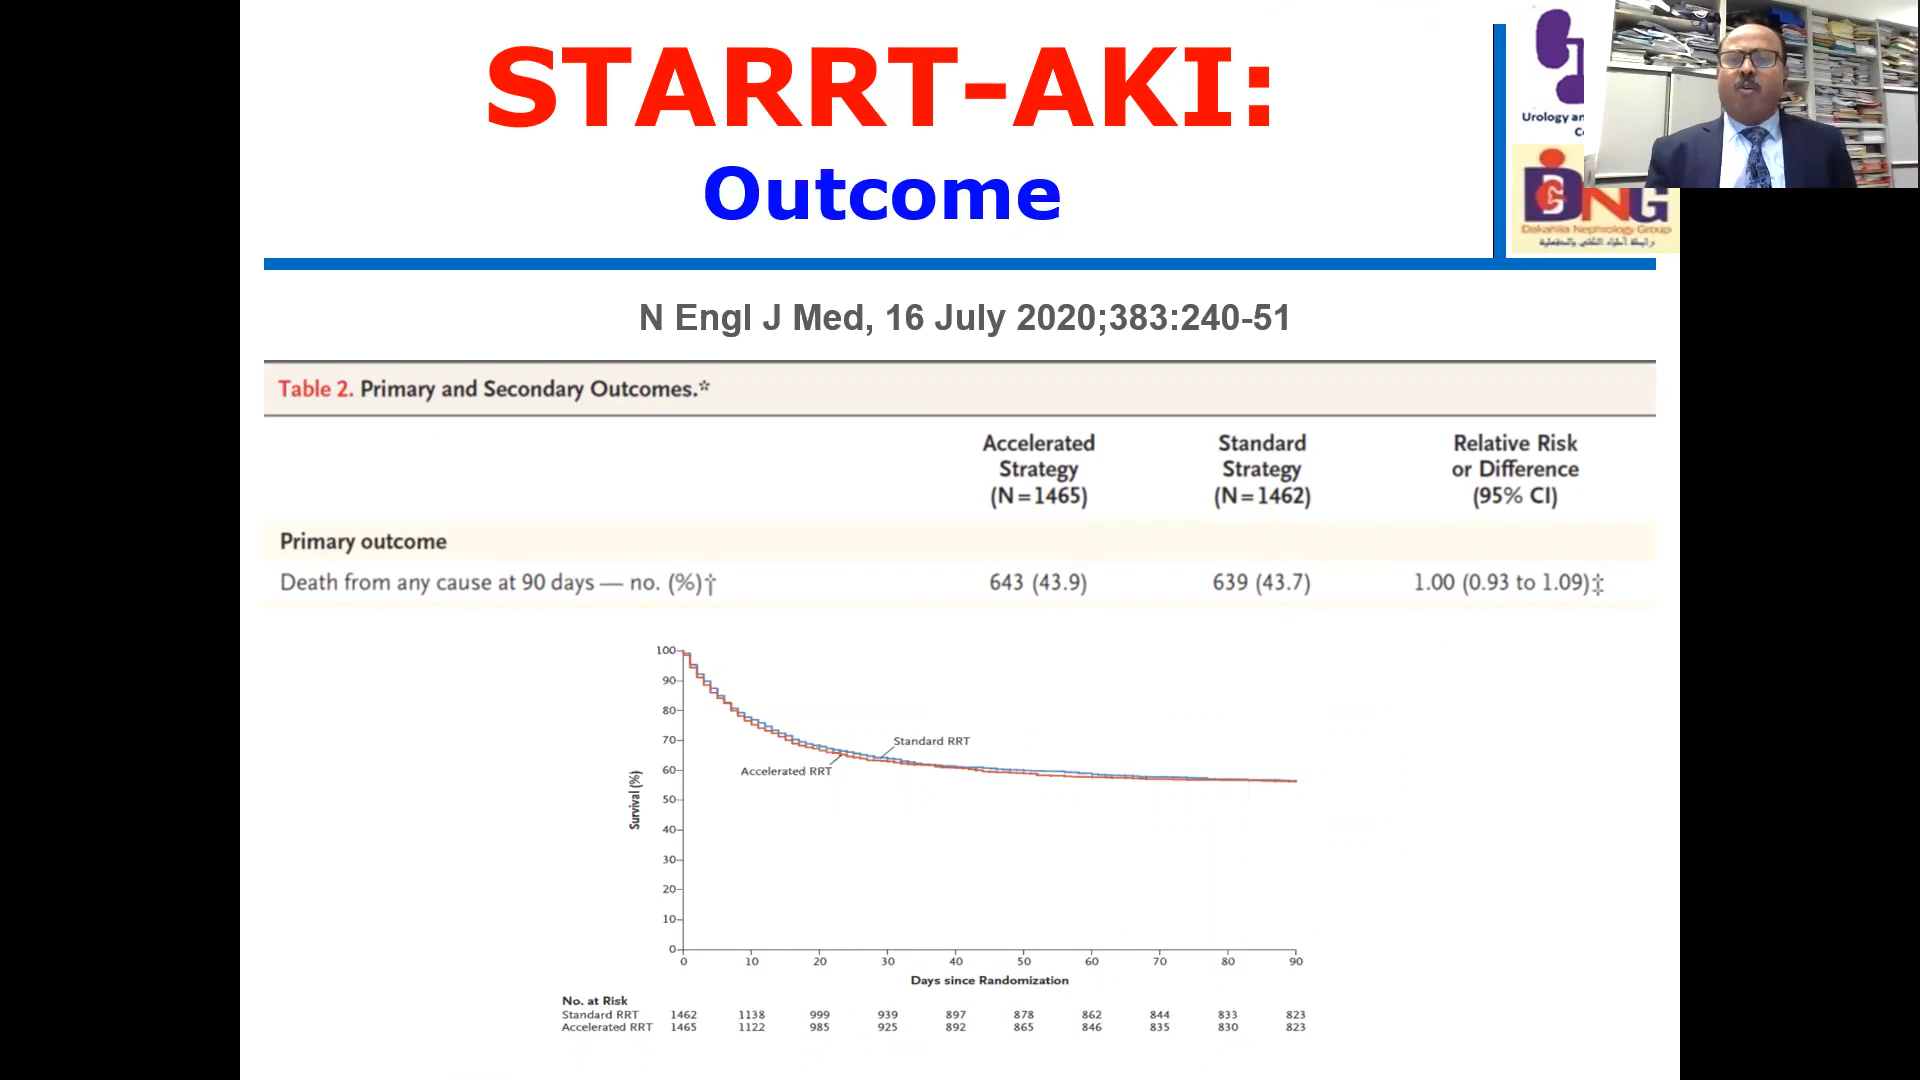 STARRT-AKI:
Outcome
Urology an
DNG
Dakahlia Nephrology Group
N Engl J Med, 16 July 2020;383:240-51
Table 2. Primary and Secondary Outcomes.*
Accelerated Strategy (N=1465) Standard Strategy (N=1462) Relative Risk or Difference (95% CI)
Primary outcome
Death from any cause at 90 days — no. (%)† 643 (43.9) 639 (43.7) 1.00 (0.93 to 1.09)‡
100
90
80
70
60
50
40
30
20
10
0
Survival (%)
Standard RRT
Accelerated RRT
0 10 20 30 40 50 60 70 80 90
Days since Randomization
No. at Risk
Standard RRT 1462 1138 999 939 897 878 862 844 833 823
Accelerated RRT 1465 1122 985 925 892 865 846 835 830 823